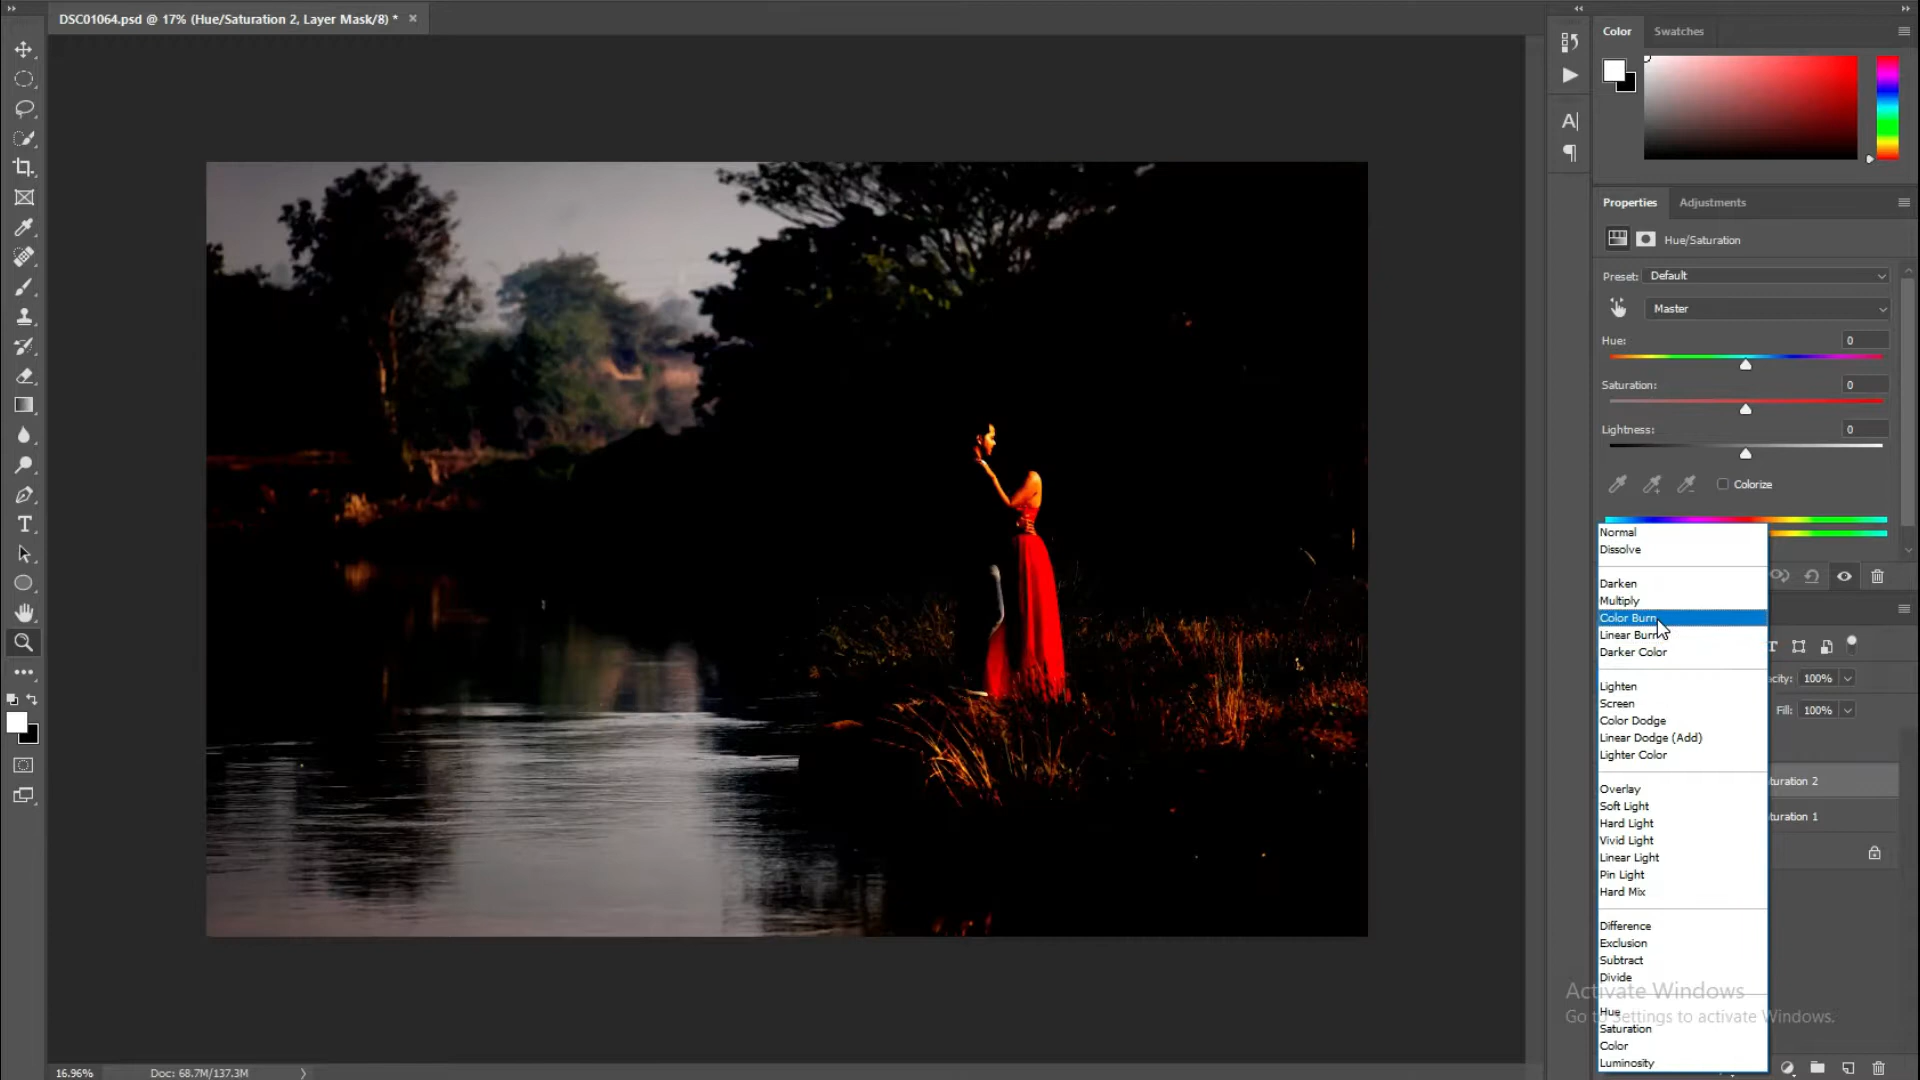 DSC01064.psd @ 17% (Hue/Saturation 2, Layer Mask/8) *
Color
Swatches
Properties
Adjustments
Hue/Saturation
Preset: Default
Master
Hue: 0
Saturation: 0
Lightness: 0
Colorize
Normal
Dissolve
Darken
Multiply
Color Burn
Linear Burn
Darker Color
acity: 100%
Lighten
Screen
Fill: 100%
Color Dodge
Linear Dodge (Add)
Lighter Color
turation 2
Overlay
Soft Light
turation 1
Hard Light
Vivid Light
Linear Light
Pin Light
Hard Mix
Difference
Exclusion
Subtract
Divide
Activate Windows
Go to Settings to activate Windows.
Hue
Saturation
Color
Luminosity
16.96%
Doc: 68.7M/137.3M